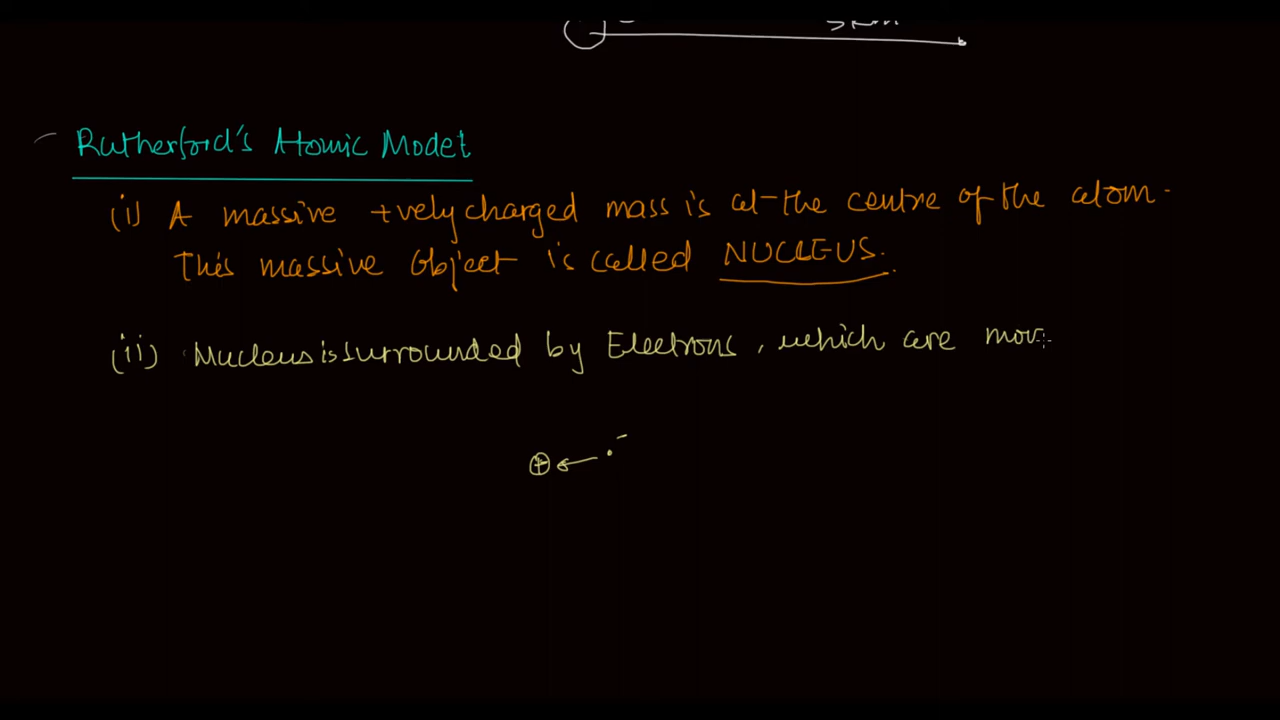 Rutherford's Atomic Model
(i) A massive +vely charged mass is at the centre of the atom.
This massive object is called NUCLEUS.
(ii) Nucleus is surrounded by Electrons, which are mov
+ -